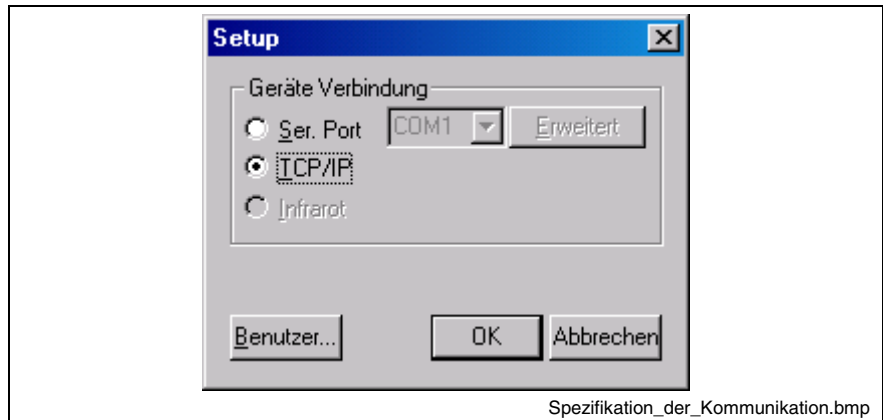 Setup
Geräte Verbindung
Ser. Port COM1 Erweitert
TCP/IP
Infrarot
Benutzer... OK Abbrechen
Spezifikation_der_Kommunikation.bmp